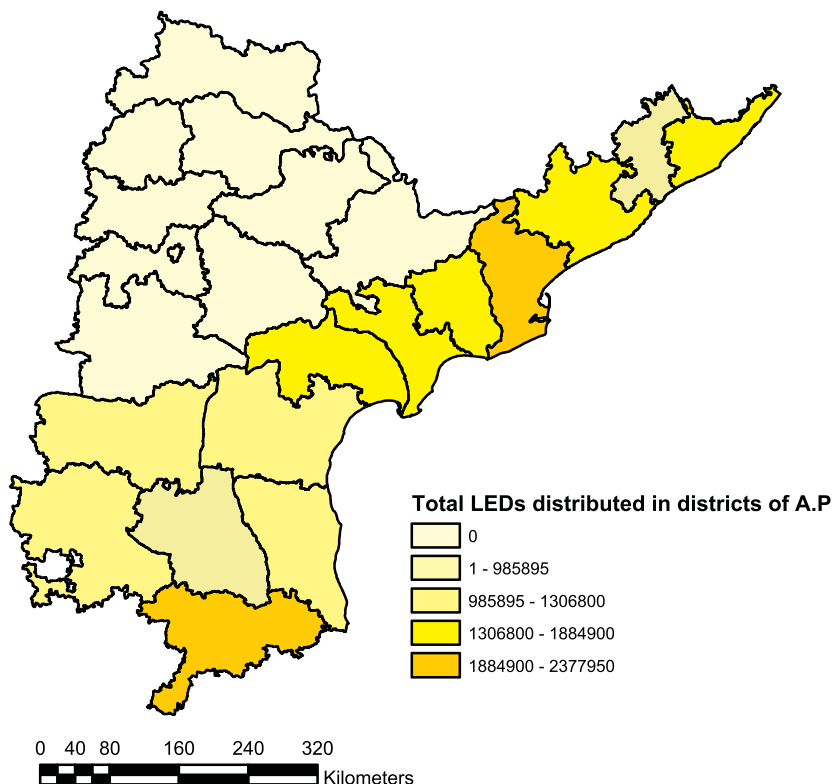 Total LEDs distributed in districts of A.P
0
1 - 985895
985895 - 1306800
1306800 - 1884900
1884900 - 2377950
0 40 80 160 240 320
Kilometers